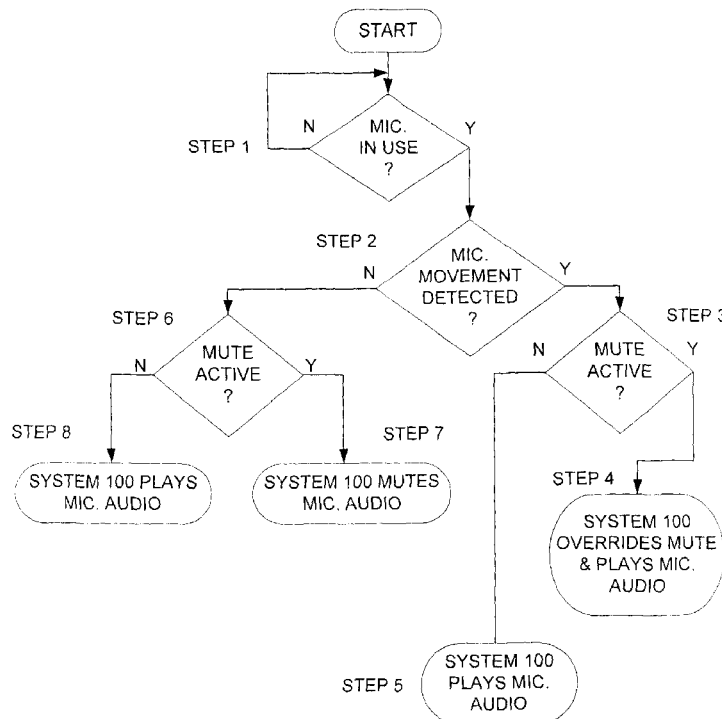 START
N
MIC.
IN USE
?
Y
STEP 1
STEP 2
N
MIC.
MOVEMENT
DETECTED
?
Y
STEP 6
STEP 3
N
MUTE
ACTIVE
?
Y
N
MUTE
ACTIVE
?
Y
STEP 8
STEP 7
SYSTEM 100 PLAYS
MIC. AUDIO
SYSTEM 100 MUTES
MIC. AUDIO
STEP 4
SYSTEM 100
OVERRIDES MUTE
& PLAYS MIC.
AUDIO
STEP 5
SYSTEM 100
PLAYS MIC.
AUDIO